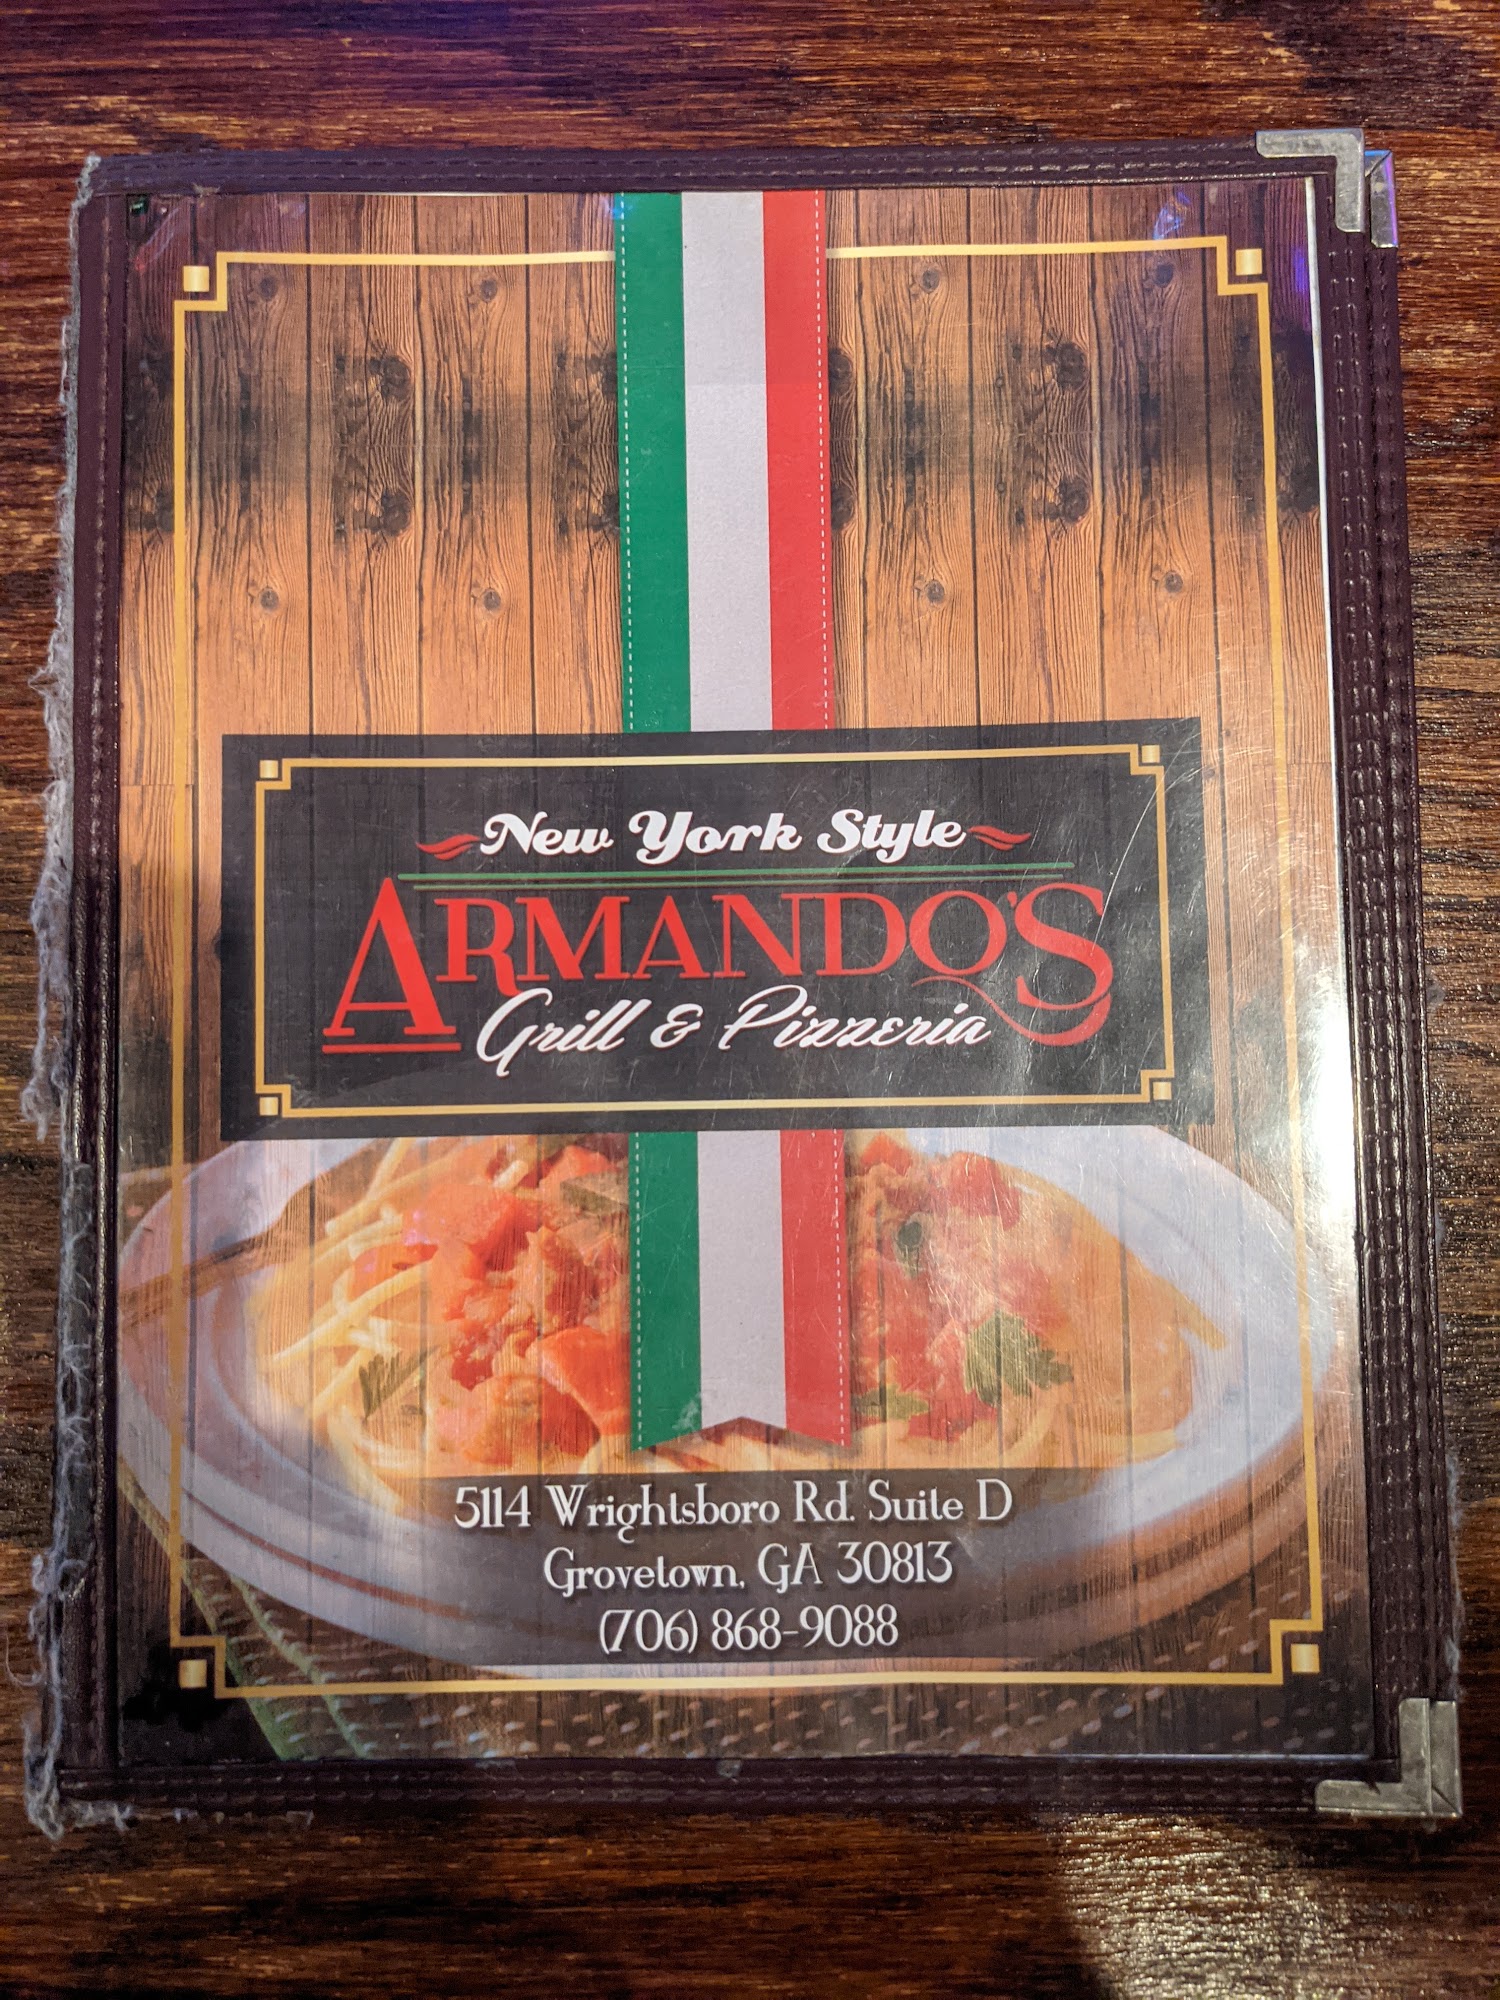 New York Style
ARMANDO'S
Grill & Pizzeria
5114 Wrightsboro Rd. Suite D
Grovetown, GA 30813
(706) 868-9088